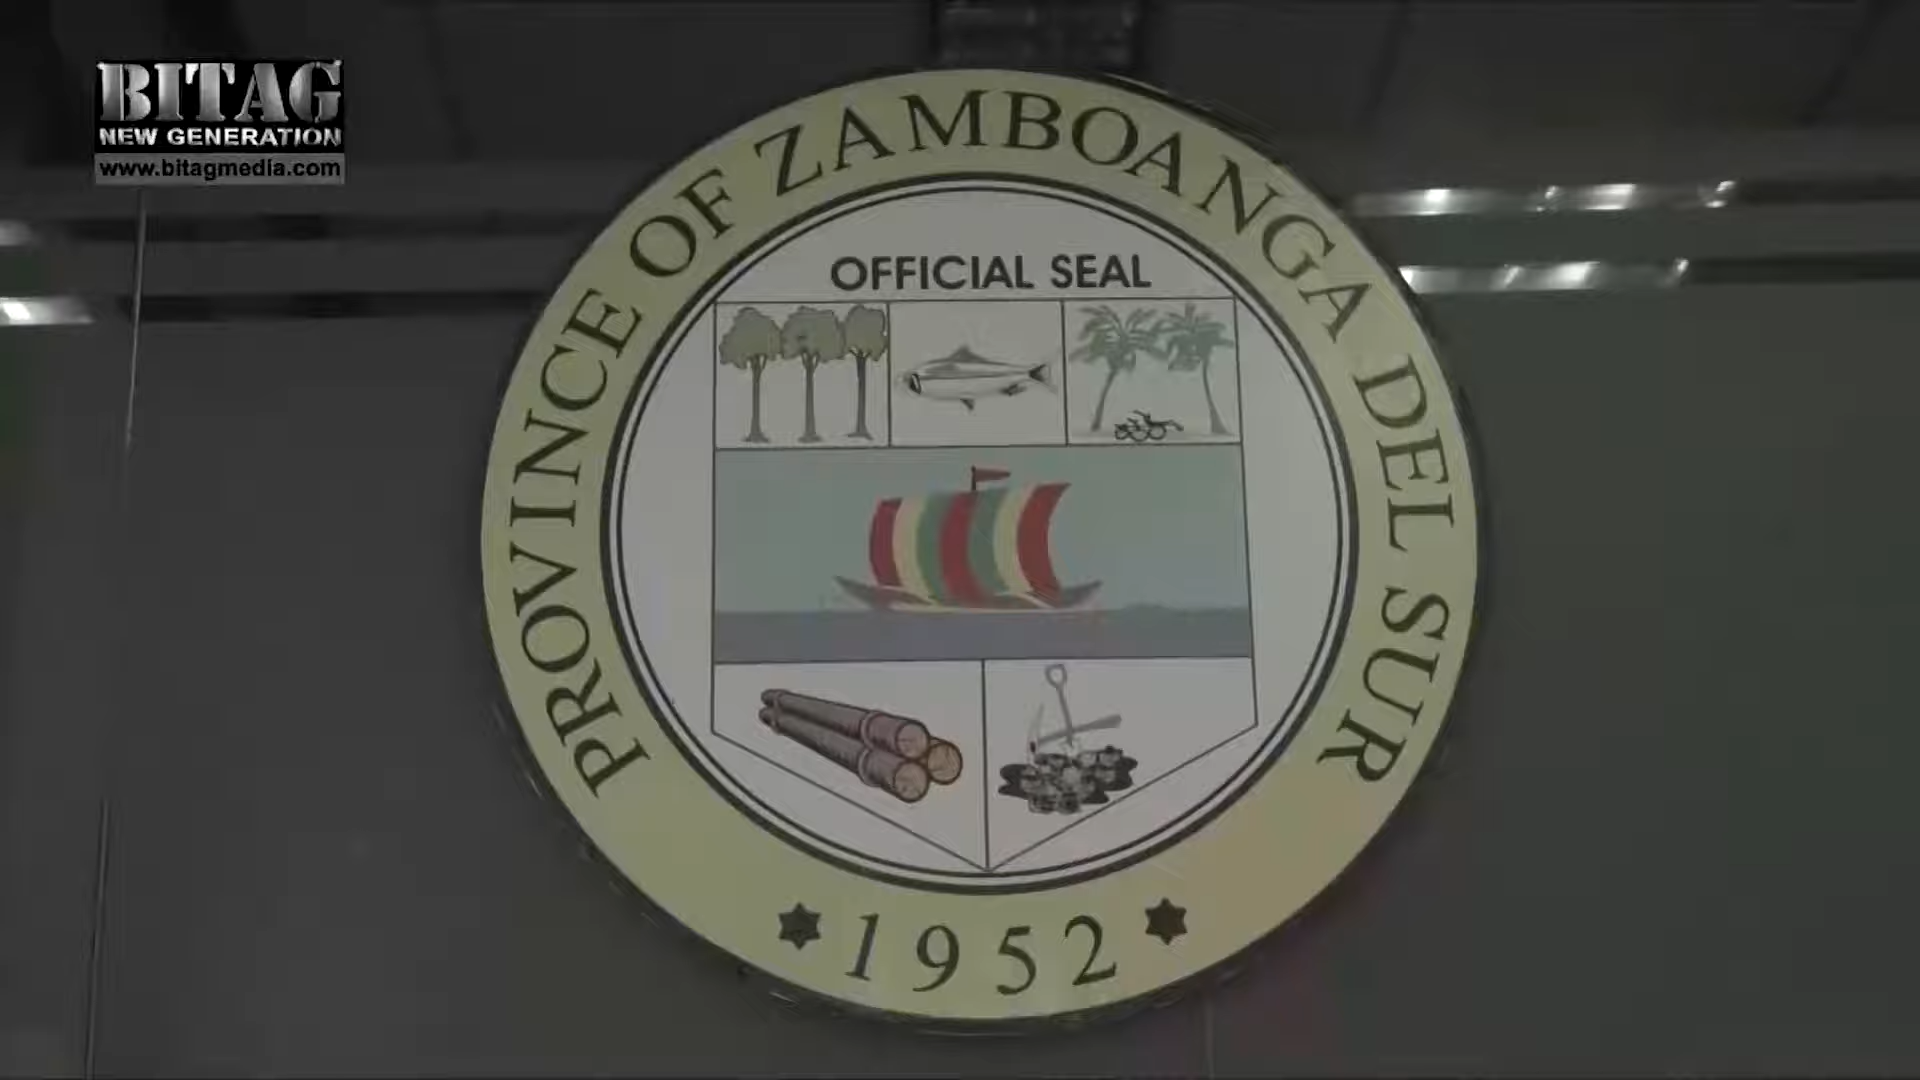 BITAG
NEW GENERATION
www.bitagmedia.com
PROVINCE OF ZAMBOANGA DEL SUR
OFFICIAL SEAL
1952